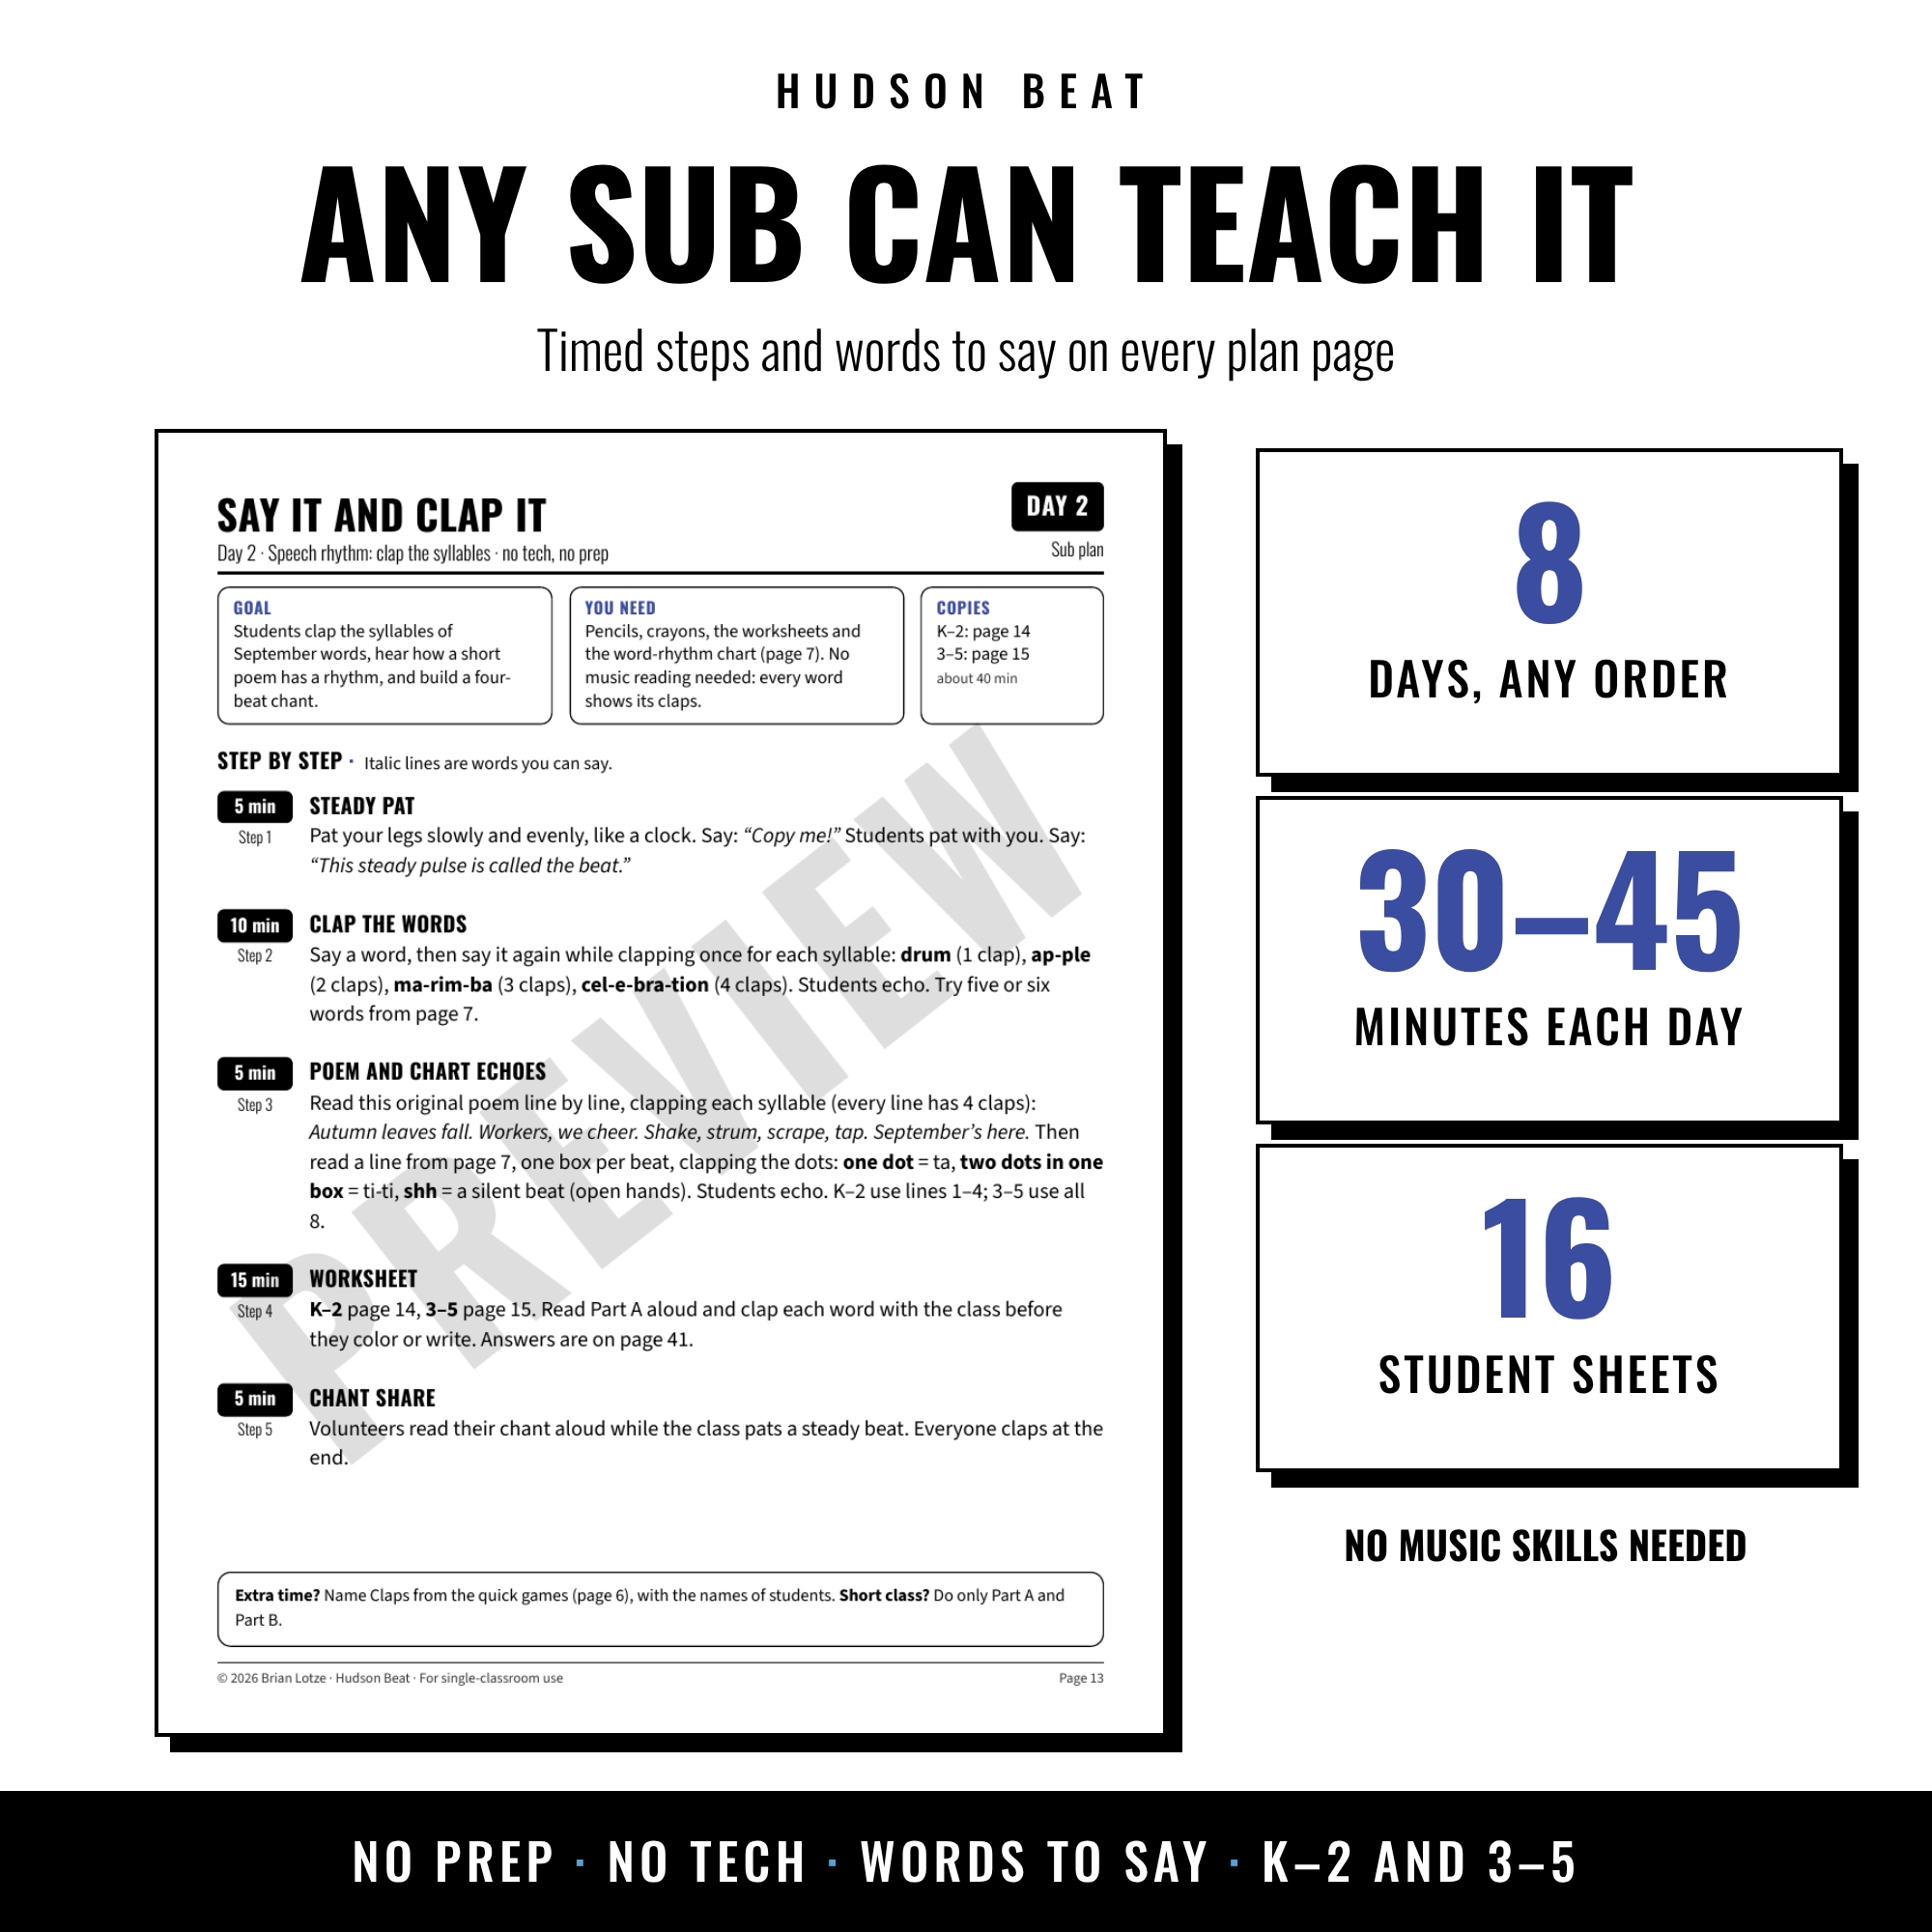 HUDSON BEAT
ANY SUB CAN TEACH IT
Timed steps and words to say on every plan page
SAY IT AND CLAP IT
DAY 2
Day 2 · Speech rhythm: clap the syllables · no tech, no prep
Sub plan
GOAL
Students clap the syllables of
September words, hear how a short
poem has a rhythm, and build a four-
beat chant.
YOU NEED
Pencils, crayons, the worksheets and
the word-rhythm chart (page 7). No
music reading needed: every word
shows its claps.
COPIES
K–2: page 14
3–5: page 15
about 40 min
STEP BY STEP · Italic lines are words you can say.
5 min
Step 1
STEADY PAT
Pat your legs slowly and evenly, like a clock. Say: “Copy me!” Students pat with you. Say:
“This steady pulse is called the beat.”
10 min
Step 2
CLAP THE WORDS
Say a word, then say it again while clapping once for each syllable: drum (1 clap), ap-ple
(2 claps), ma-rim-ba (3 claps), cel-e-bra-tion (4 claps). Students echo. Try five or six
words from page 7.
5 min
Step 3
POEM AND CHART ECHOES
Read this original poem line by line, clapping each syllable (every line has 4 claps):
Autumn leaves fall. Workers, we cheer. Shake, strum, scrape, tap. September’s here. Then
read a line from page 7, one box per beat, clapping the dots: one dot = ta, two dots in one
box = ti-ti, shh = a silent beat (open hands). Students echo. K–2 use lines 1–4; 3–5 use all
8.
15 min
Step 4
WORKSHEET
K–2 page 14, 3–5 page 15. Read Part A aloud and clap each word with the class before
they color or write. Answers are on page 41.
5 min
Step 5
CHANT SHARE
Volunteers read their chant aloud while the class pats a steady beat. Everyone claps at the
end.
PREVIEW
Extra time? Name Claps from the quick games (page 6), with the names of students. Short class? Do only Part A and
Part B.
© 2026 Brian Lotze · Hudson Beat · For single-classroom use
Page 13
8
DAYS, ANY ORDER
30–45
MINUTES EACH DAY
16
STUDENT SHEETS
NO MUSIC SKILLS NEEDED
NO PREP · NO TECH · WORDS TO SAY · K–2 AND 3–5